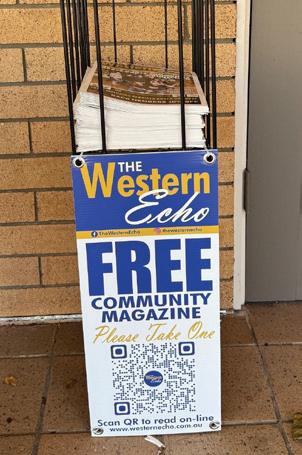 THE
Western
Echo
TheWesternEcho thewesternecho
FREE
COMMUNITY
MAGAZINE
Please Take One
Scan QR to read on-line
www.westernecho.com.au